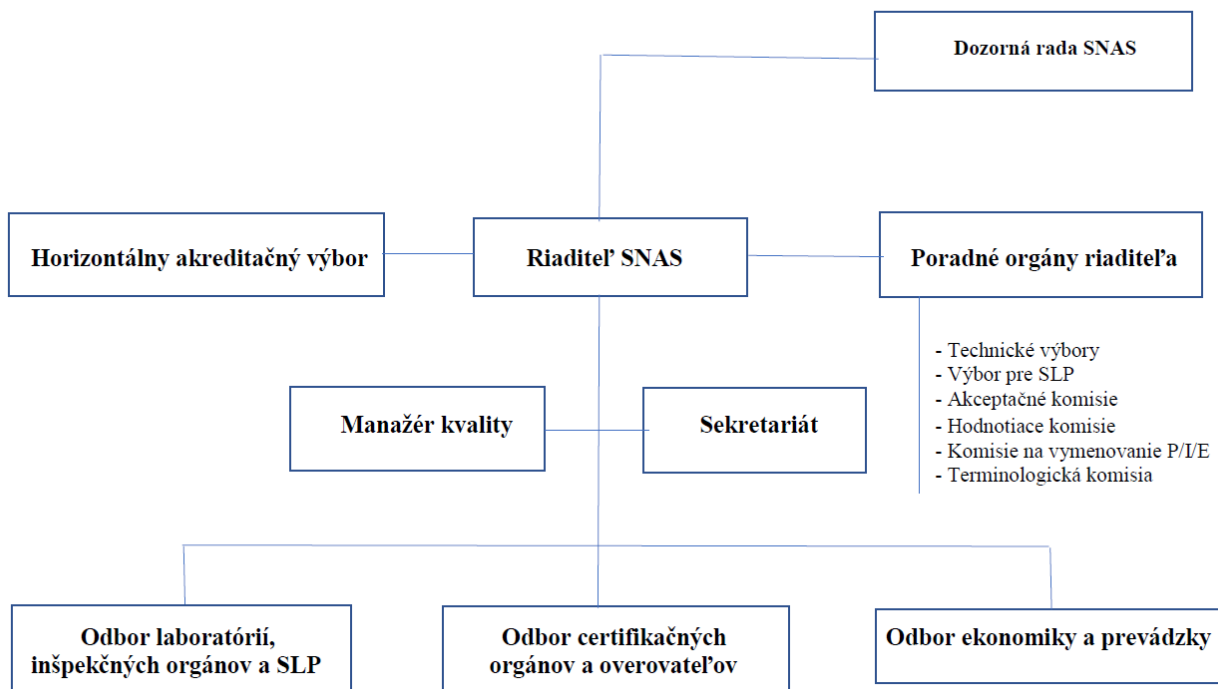 Dozorná rada SNAS
Horizontálny akreditačný výbor
Riaditeľ SNAS
Poradné orgány riaditeľa
- Technické výbory
- Výbor pre SLP
- Akceptačné komisie
- Hodnotiace komisie
- Komisie na vymenovanie P/I/E
- Terminologická komisia
Manažér kvality
Sekretariát
Odbor laboratórií,
inšpekčných orgánov a SLP
Odbor certifikačných
orgánov a overovateľov
Odbor ekonomiky a prevádzky